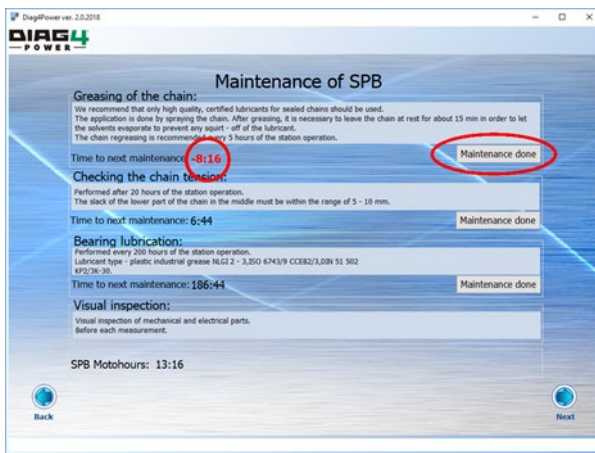 Diag4Power ver. 2.0.2018
DIAG4
POWER
Maintenance of SPB
Greasing of the chain:
We recommend that only high quality, certified lubricants for sealed chains should be used.
The application is done by spraying the chain. After greasing, it is necessary to leave the chain at rest for about 15 min in order to let
the solvents evaporate to prevent any squirt - off of the lubricant.
The chain regreasing is recommended every 5 hours of the station operation.
Time to next maintenance: -8:16
Maintenance done
Checking the chain tension:
Performed after 20 hours of the station operation.
The slack of the lower part of the chain in the middle must be within the range of 5 - 10 mm.
Time to next maintenance: 6:44
Maintenance done
Bearing lubrication:
Performed every 200 hours of the station operation.
Lubricant type - plastic industrial grease NLGI 2 - 3,ISO 6743/9 CCEB2/3,DIN 51 502
KP2/3K-30.
Time to next maintenance: 186:44
Maintenance done
Visual inspection:
Visual inspection of mechanical and electrical parts.
Before each measurement.
SPB Motohours: 13:16
Back
Next